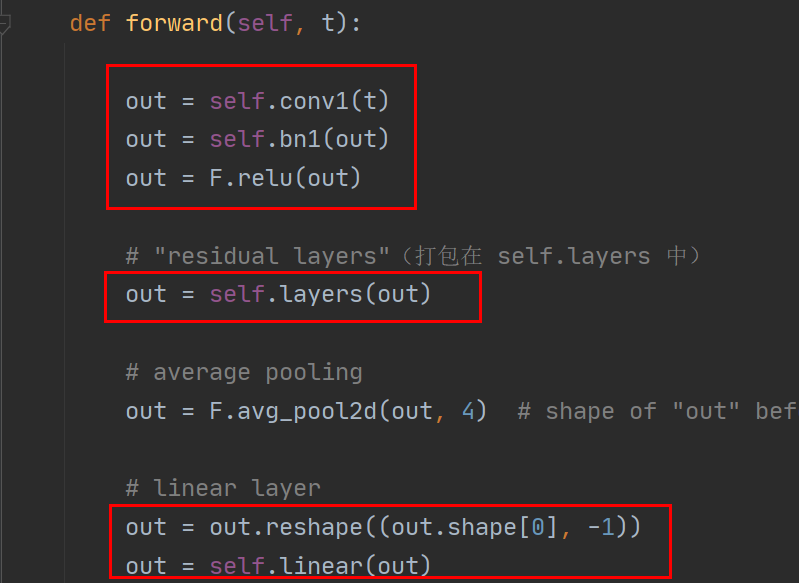 def forward(self, t):
out = self.conv1(t)
out = self.bn1(out)
out = F.relu(out)
# "residual layers"（打包在 self.layers 中）
out = self.layers(out)
# average pooling
out = F.avg_pool2d(out, 4)  # shape of "out" bef
# linear layer
out = out.reshape((out.shape[0], -1))
out = self.linear(out)